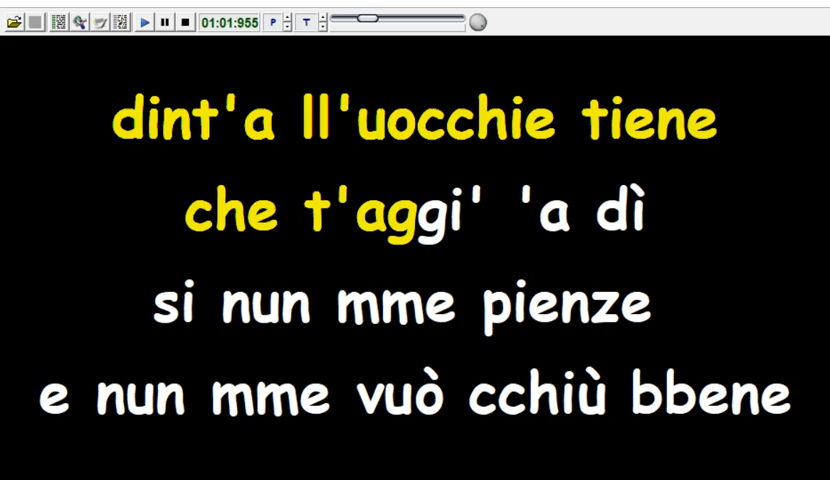 01:01:955 P T
dint'a ll'uocchie tiene
che t'aggi' 'a dì
si nun mme pienze
e nun mme vuò cchiù bbene